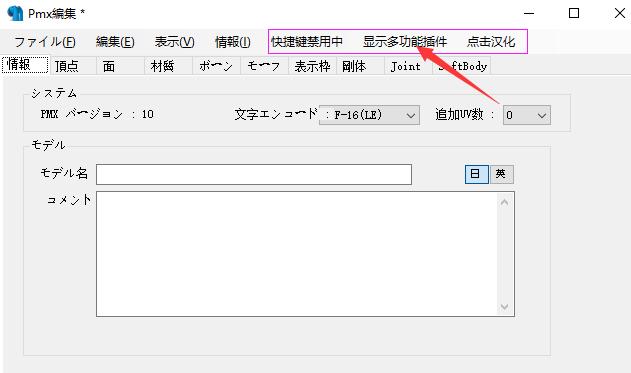 Pmx編集 *
ファイル(F) 編集(E) 表示(V) 情報(I) 快捷键禁用中 显示多功能插件 点击汉化
情報 頂点 面 材質 ボーン モーフ 表示枠 剛体 Joint SoftBody
システム
PMX バージョン : 10 文字エンコード : F-16(LE) 追加UV数 : 0
モデル
モデル名 日 英
コメント